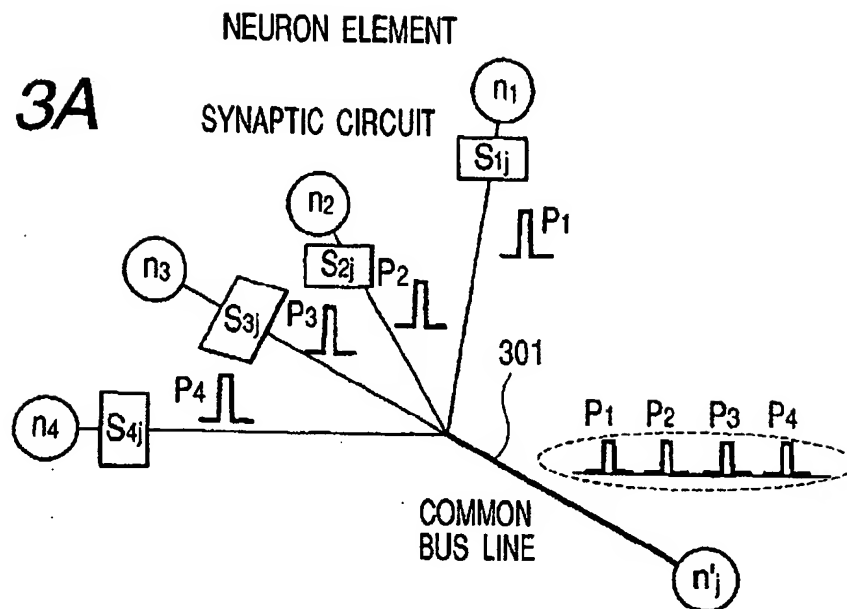 NEURON ELEMENT
3A
SYNAPTIC CIRCUIT
n1
S1j
P1
n2
S2j
P2
n3
S3j
P3
n4
S4j
P4
301
P1 P2 P3 P4
COMMON
BUS LINE
n'j